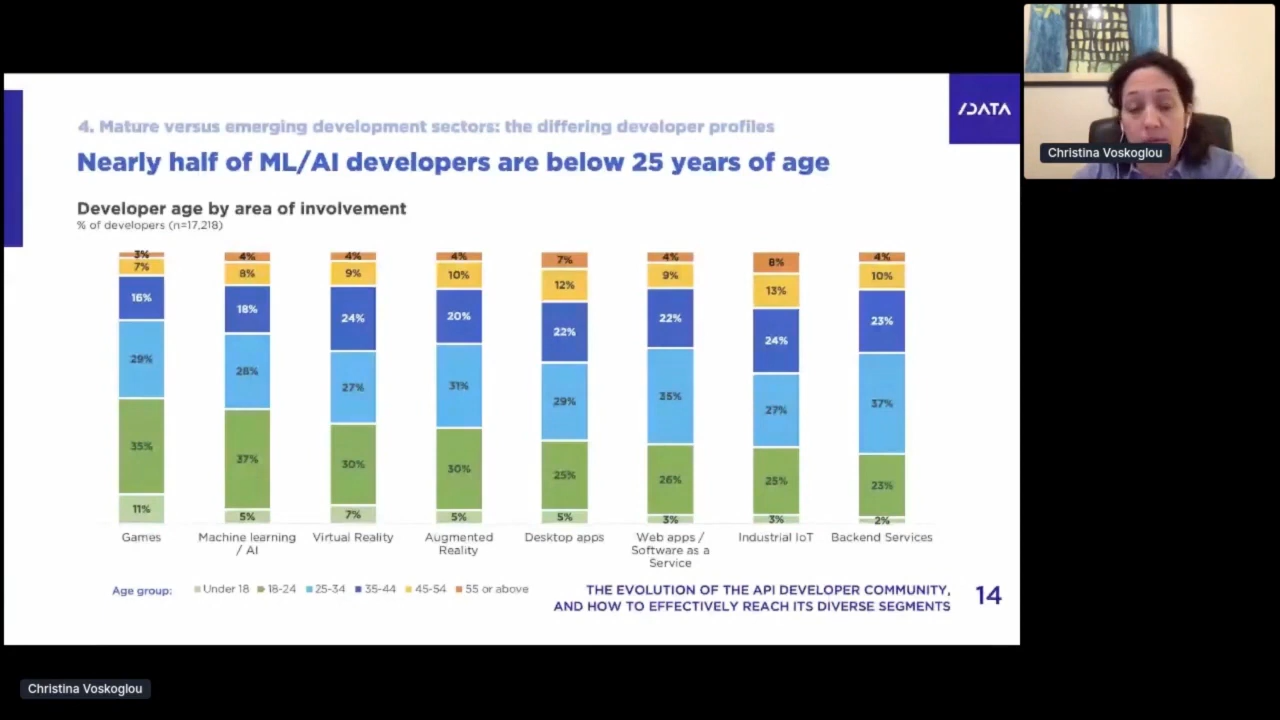 4. Mature versus emerging development sectors: the differing developer profiles
/DATA
Nearly half of ML/AI developers are below 25 years of age
Christina Voskoglou
Developer age by area of involvement
% of developers (n=17,218)
3% 4% 4% 4% 7% 4% 8% 4%
7% 8% 9% 10% 12% 9% 13% 10%
16% 18% 24% 20% 22% 22% 24% 23%
29% 28% 27% 31% 29% 35% 27% 37%
35% 37% 30% 30% 25% 26% 25% 23%
11% 5% 7% 5% 5% 3% 3% 2%
Games
Machine learning
/ AI
Virtual Reality
Augmented
Reality
Desktop apps
Web apps /
Software as a
Service
Industrial IoT
Backend Services
Age group: Under 18 18-24 25-34 35-44 45-54 55 or above
THE EVOLUTION OF THE API DEVELOPER COMMUNITY,
AND HOW TO EFFECTIVELY REACH ITS DIVERSE SEGMENTS
14
Christina Voskoglou